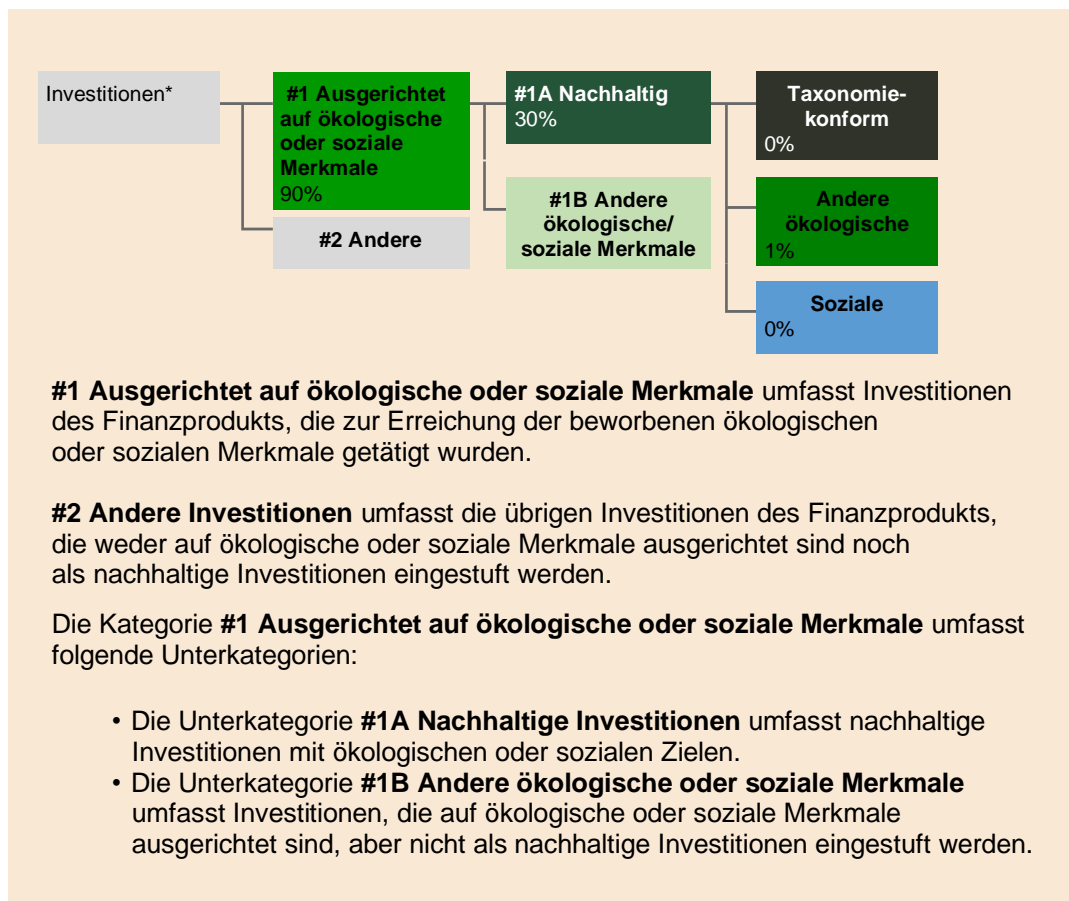 Investitionen*
#1 Ausgerichtet
auf ökologische
oder soziale
Merkmale
90%
#2 Andere
#1A Nachhaltig
30%
#1B Andere
ökologische/
soziale Merkmale
Taxonomie-
konform
0%
Andere
ökologische
1%
Soziale
0%
#1 Ausgerichtet auf ökologische oder soziale Merkmale umfasst Investitionen
des Finanzprodukts, die zur Erreichung der beworbenen ökologischen
oder sozialen Merkmale getätigt wurden.
#2 Andere Investitionen umfasst die übrigen Investitionen des Finanzprodukts,
die weder auf ökologische oder soziale Merkmale ausgerichtet sind noch
als nachhaltige Investitionen eingestuft werden.
Die Kategorie #1 Ausgerichtet auf ökologische oder soziale Merkmale umfasst
folgende Unterkategorien:
• Die Unterkategorie #1A Nachhaltige Investitionen umfasst nachhaltige
Investitionen mit ökologischen oder sozialen Zielen.
• Die Unterkategorie #1B Andere ökologische oder soziale Merkmale
umfasst Investitionen, die auf ökologische oder soziale Merkmale
ausgerichtet sind, aber nicht als nachhaltige Investitionen eingestuft werden.